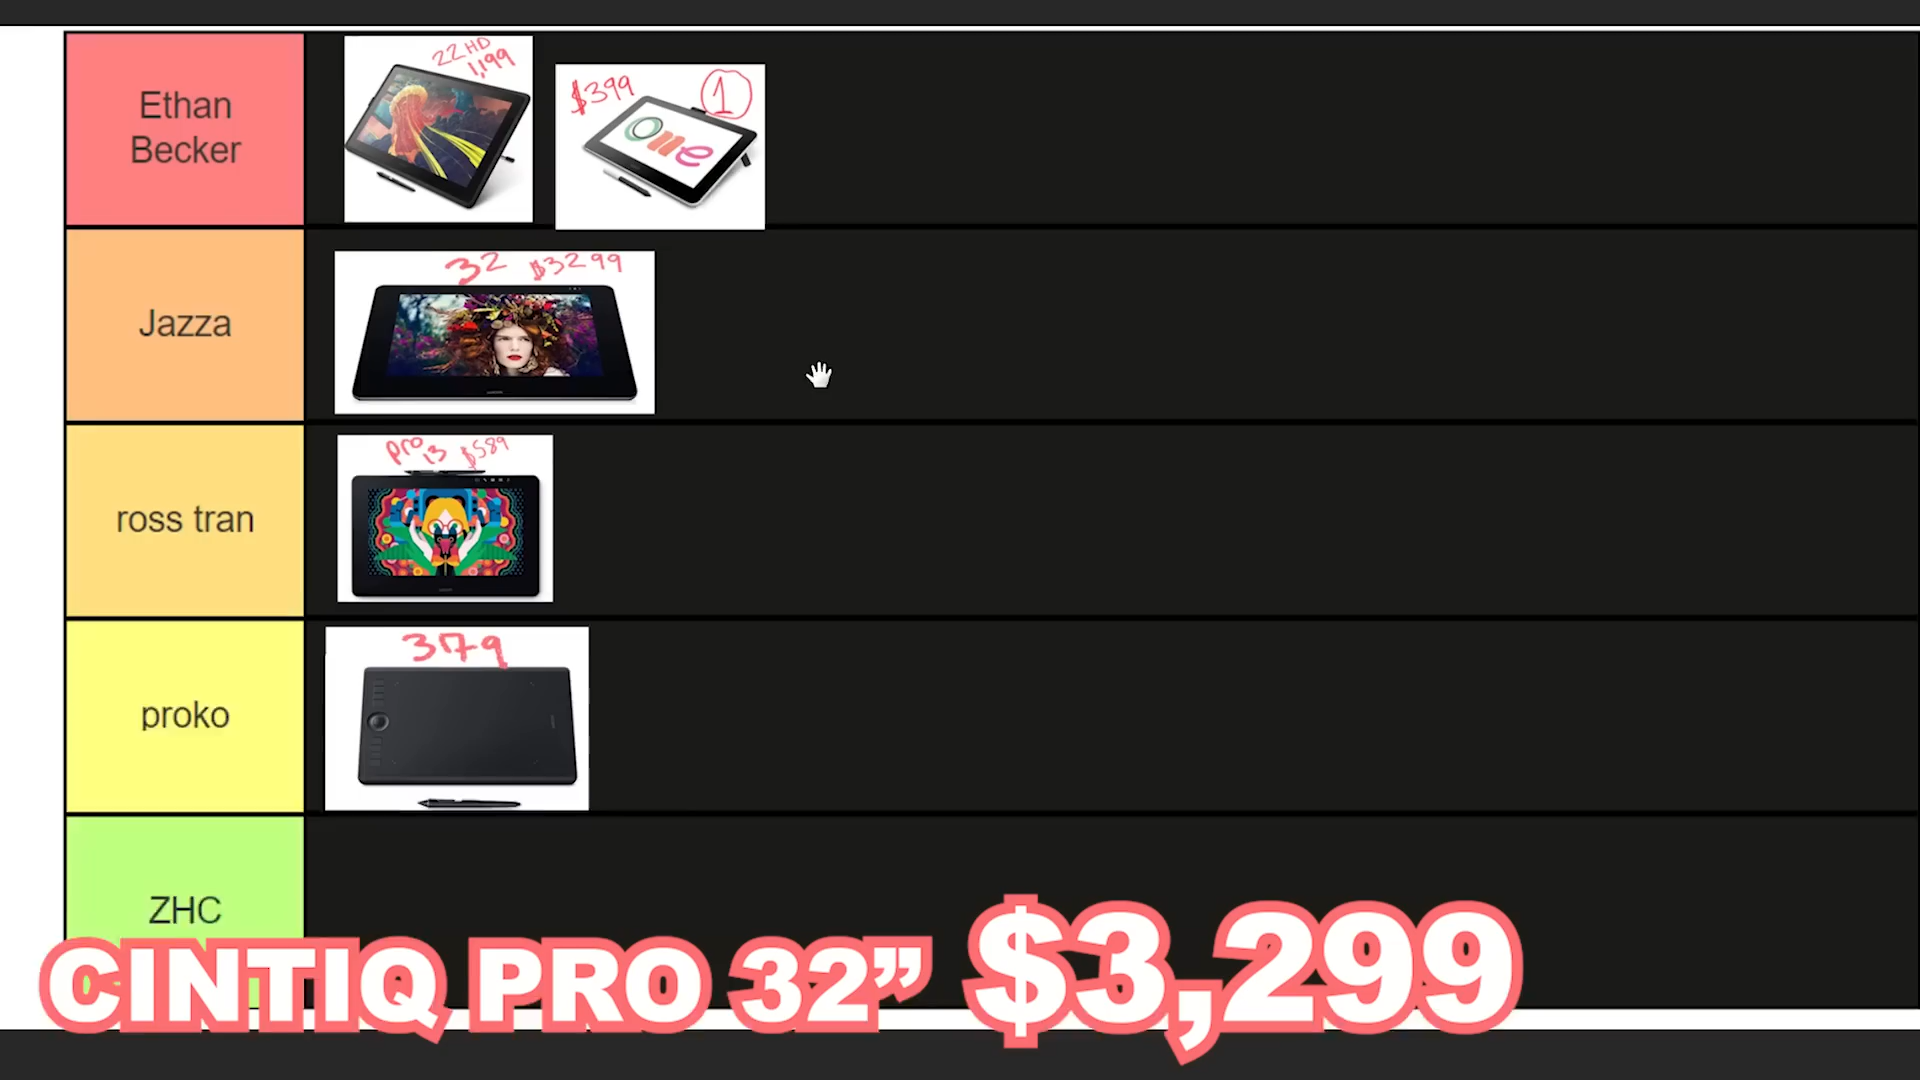 Ethan
Becker
22 HD
1,199
$399
1
one
Jazza
32 $3299
ross tran
pro 13 $589
proko
379
ZHC
CINTIQ PRO 32” $3,299